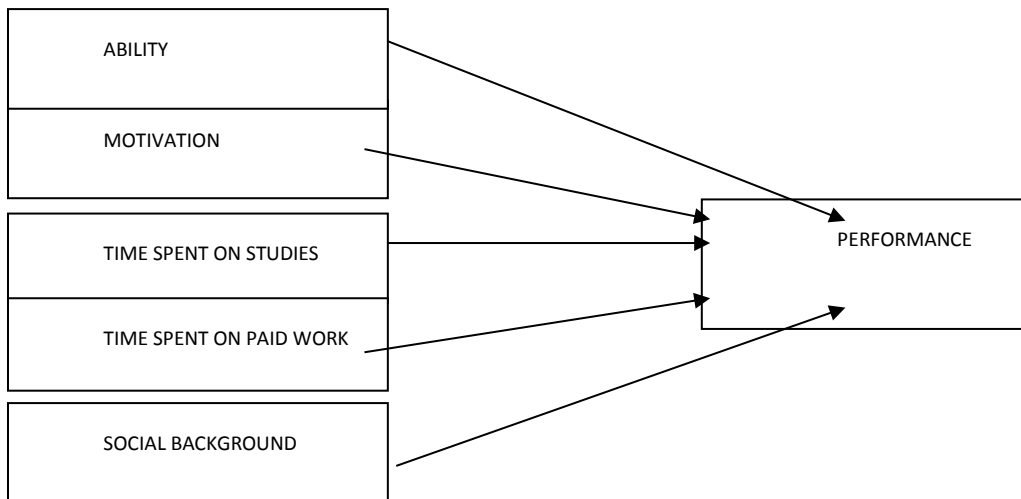 ABILITY
MOTIVATION
TIME SPENT ON STUDIES
PERFORMANCE
TIME SPENT ON PAID WORK
SOCIAL BACKGROUND